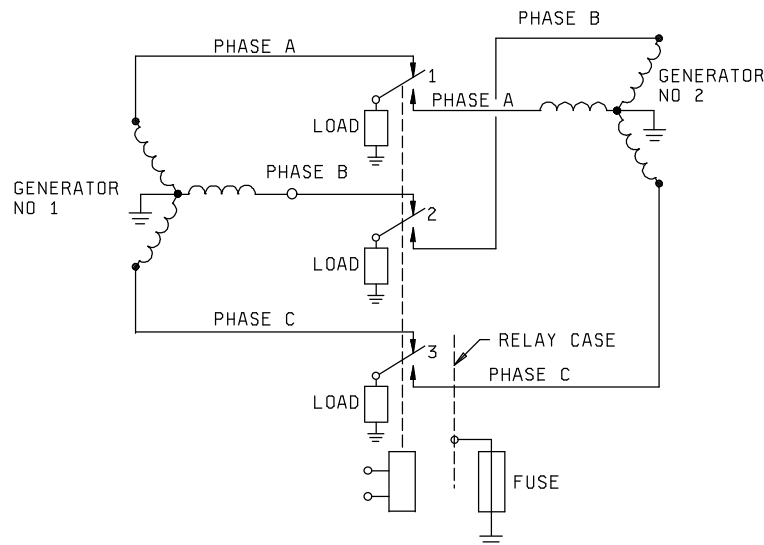 PHASE B
PHASE A
1
GENERATOR
NO 2
PHASE A
LOAD
PHASE B
GENERATOR
NO 1
2
LOAD
PHASE C
3
RELAY CASE
PHASE C
LOAD
FUSE